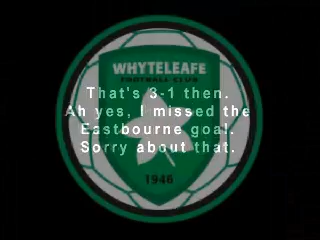 WHYTELEAFE
FOOTBALL CLUB
That's 3-1 then.
Ah yes, I missed the
Eastbourne goal.
Sorry about that.
1946